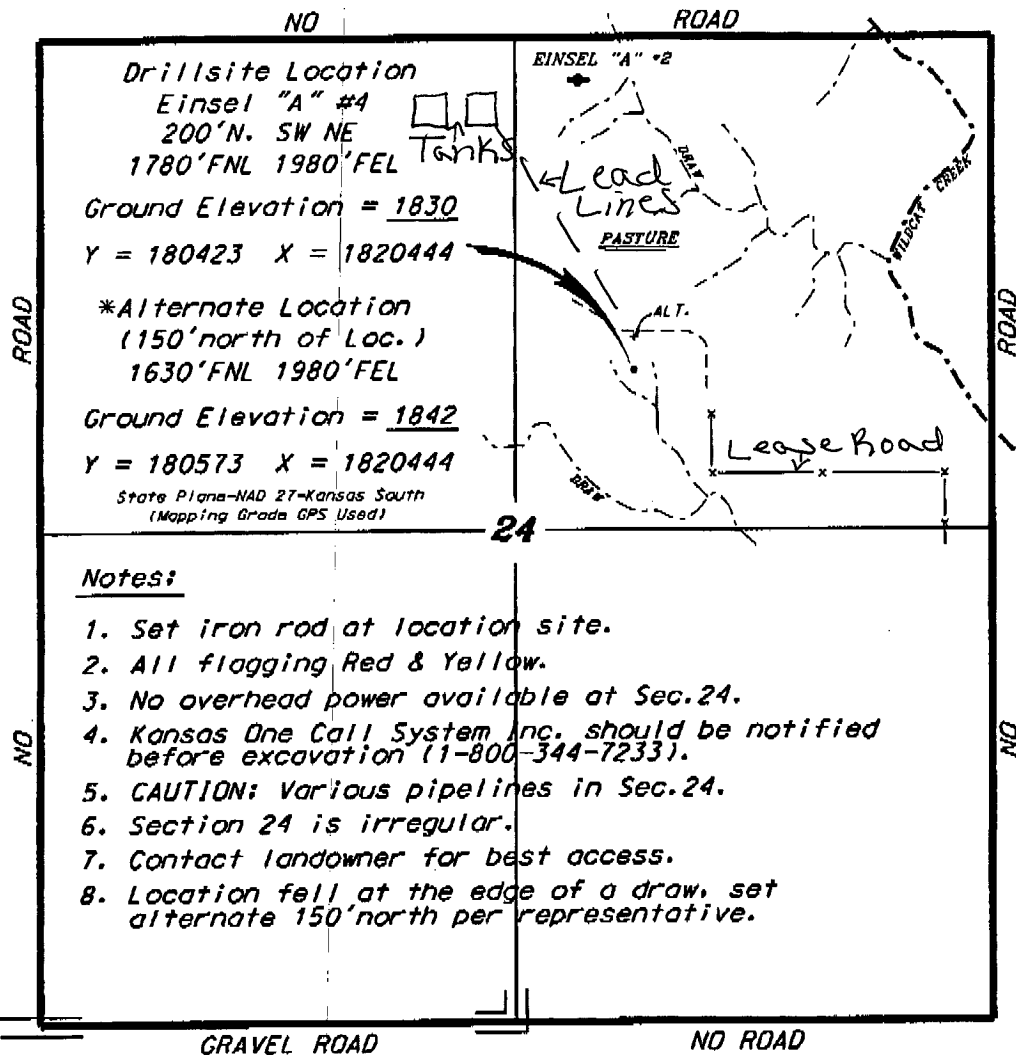 NO ROAD
Drillsite Location
Einsel "A" #4
200'N. SW NE
1780'FNL 1980'FEL
Ground Elevation = 1830
Y = 180423 X = 1820444
*Alternate Location
(150'north of Loc.)
1630'FNL 1980'FEL
Ground Elevation = 1842
Y = 180573 X = 1820444
State Plane-NAD 27-Kansas South
(Mapping Grade GPS Used)
Tanks
EINSEL "A" #2
Lead
Lines
DRAW
PASTURE
WILDCAT CREEK
ALT.
Lease Road
DRAW
ROAD
ROAD
24
Notes:
1. Set iron rod at location site.
2. All flagging Red & Yellow.
3. No overhead power available at Sec.24.
4. Kansas One Call System Inc. should be notified
before excavation (1-800-344-7233).
5. CAUTION: Various pipelines in Sec.24.
6. Section 24 is irregular.
7. Contact landowner for best access.
8. Location fell at the edge of a draw, set
alternate 150'north per representative.
NO
NO
GRAVEL ROAD
NO ROAD